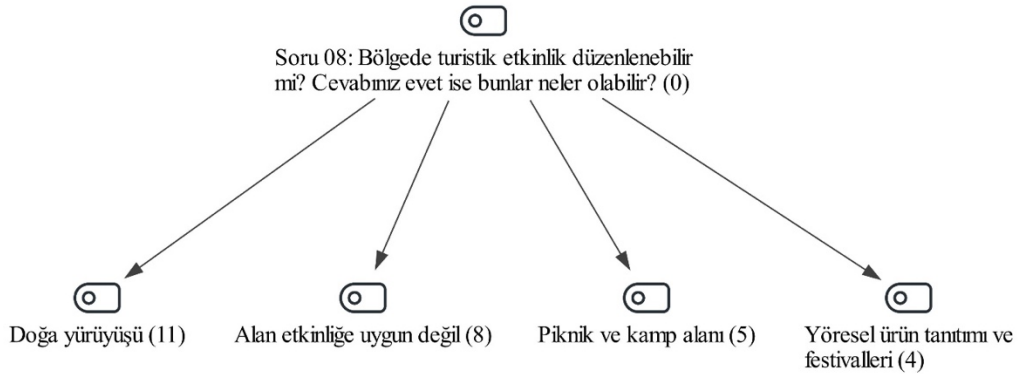 Soru 08: Bölgede turistik etkinlik düzenlenebilir
mi? Cevabınız evet ise bunlar neler olabilir? (0)
Doğa yürüyüşü (11)
Alan etkinliğe uygun değil (8)
Piknik ve kamp alanı (5)
Yöresel ürün tanıtımı ve
festivalleri (4)